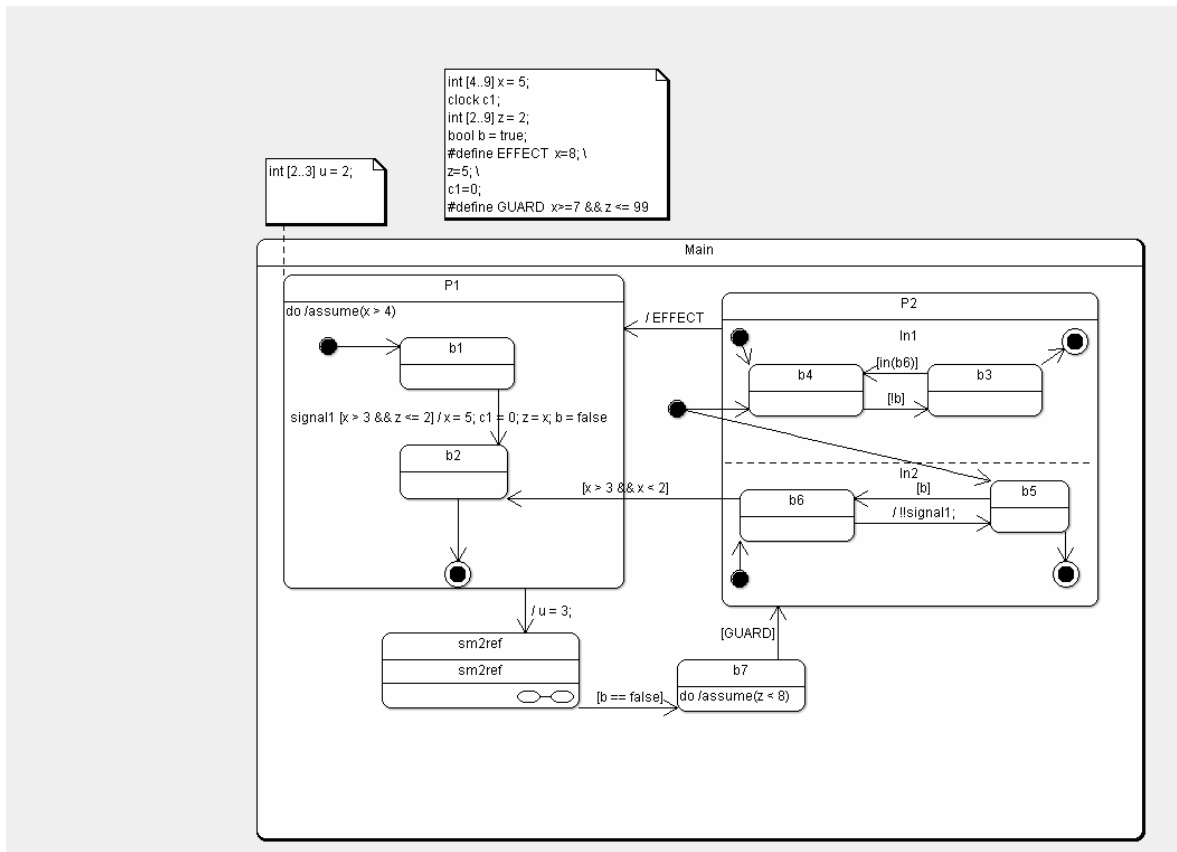 int [4..9] x = 5;
clock c1;
int [2..9] z = 2;
bool b = true;
#define EFFECT x=8; \
z=5; \
c1=0;
#define GUARD x>=7 && z <= 99
int [2..3] u = 2;
Main
P1
do /assume(x > 4)
b1
signal1 [x > 3 && z <= 2] / x = 5; c1 = 0; z = x; b = false
b2
/ EFFECT
P2
In1
b4
[in(b6)]
b3
[!b]
In2
[b]
b5
b6
/ !!signal1;
[x > 3 && x < 2]
/ u = 3;
sm2ref
sm2ref
[b == false]
[GUARD]
b7
do /assume(z < 8)